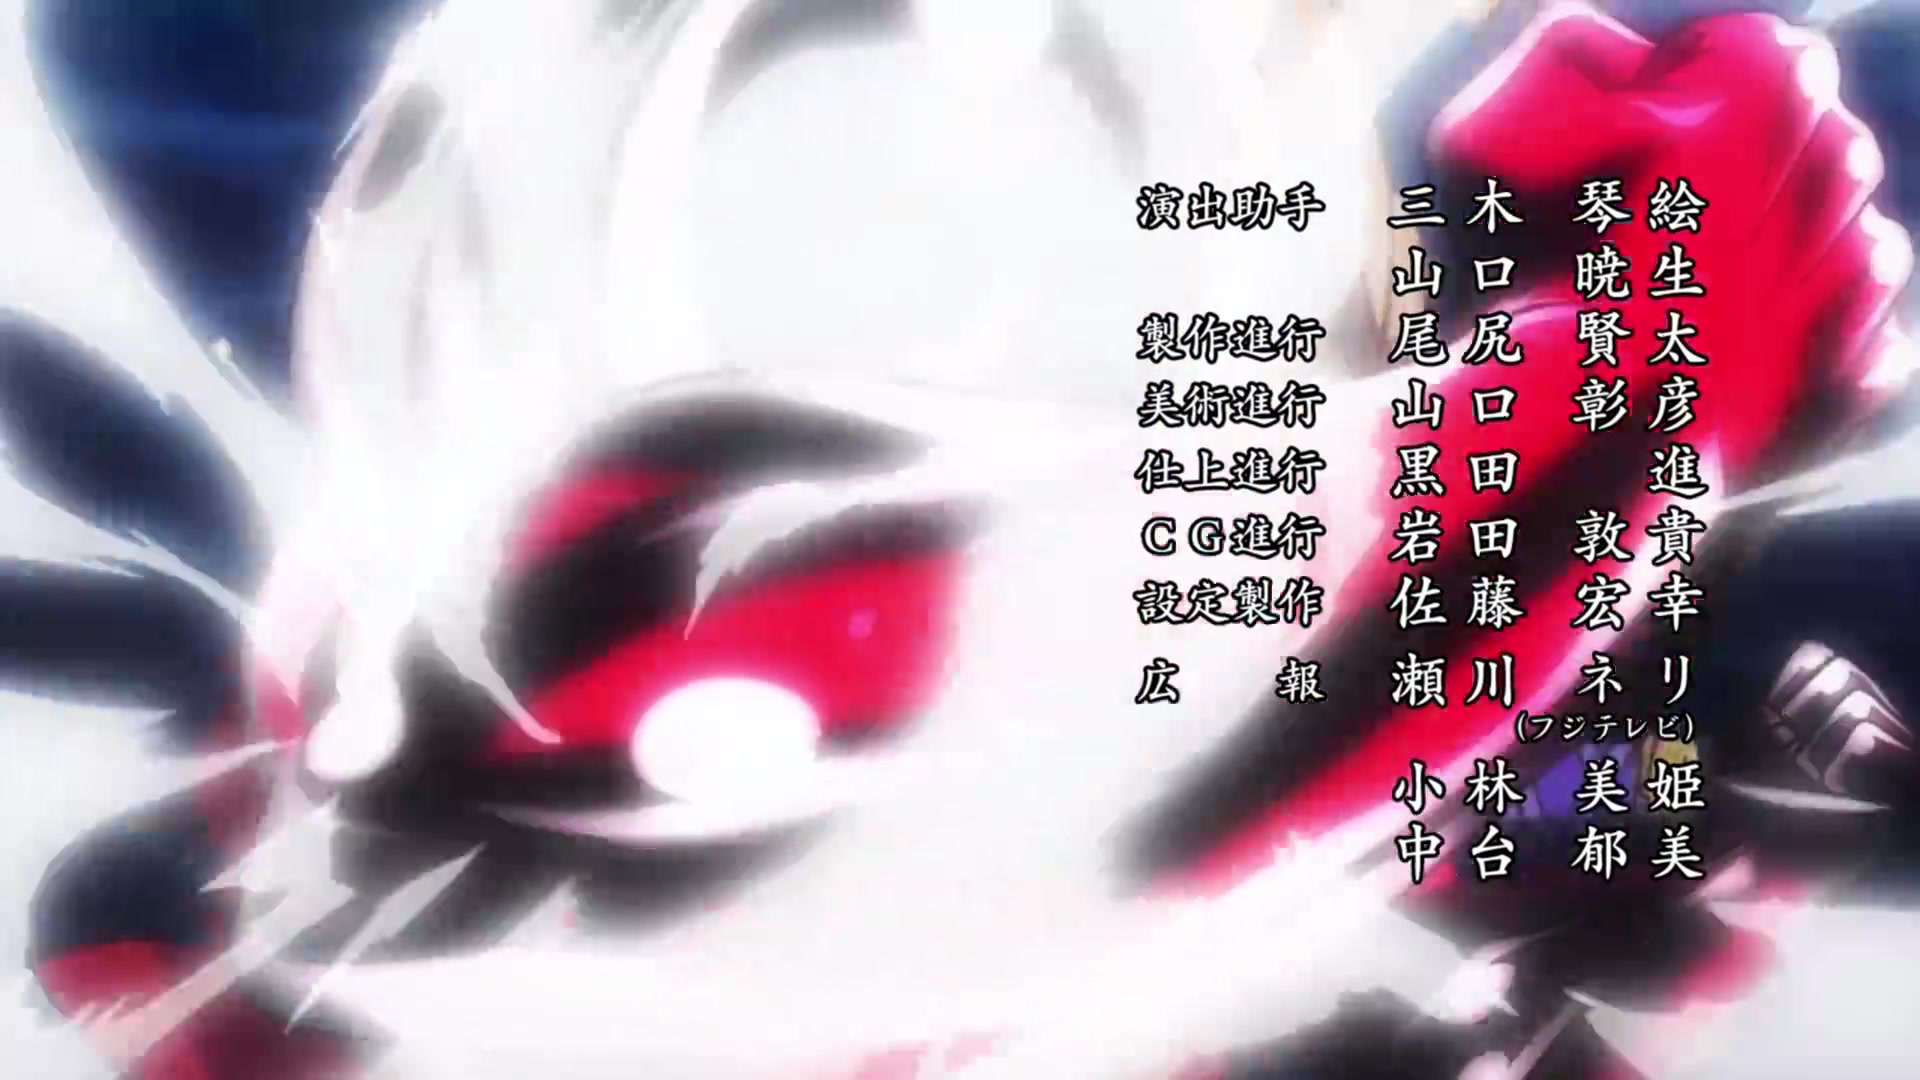 演出助手 三木 琴絵
山口 暁生
製作進行 尾尻 賢太
美術進行 山口 彰彦
仕上進行 黒田 進
CG進行 岩田 敦貴
設定製作 佐藤 宏幸
広報 瀬川 ネリ
(フジテレビ)
小林 美姫
中台 郁美